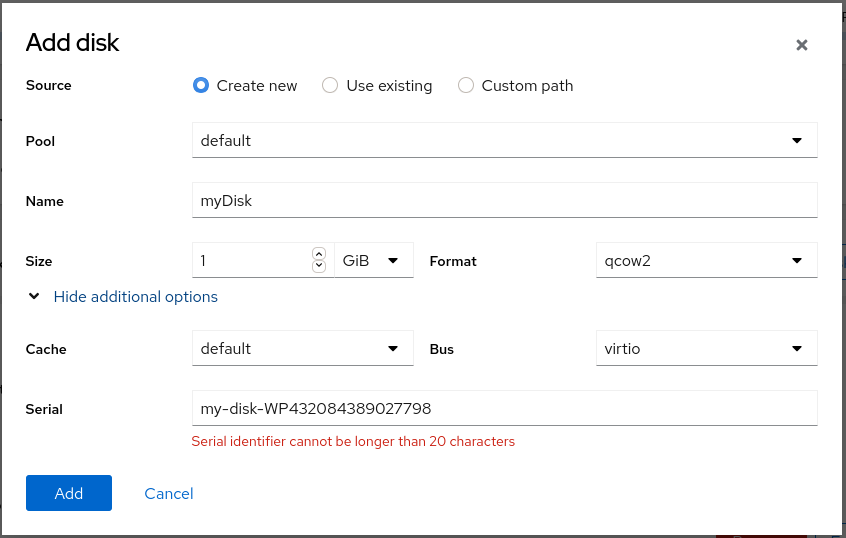 Add disk
Source Create new Use existing Custom path
Pool default
Name myDisk
Size 1 GiB Format qcow2
Hide additional options
Cache default Bus virtio
Serial my-disk-WP432084389027798
Serial identifier cannot be longer than 20 characters
Add Cancel